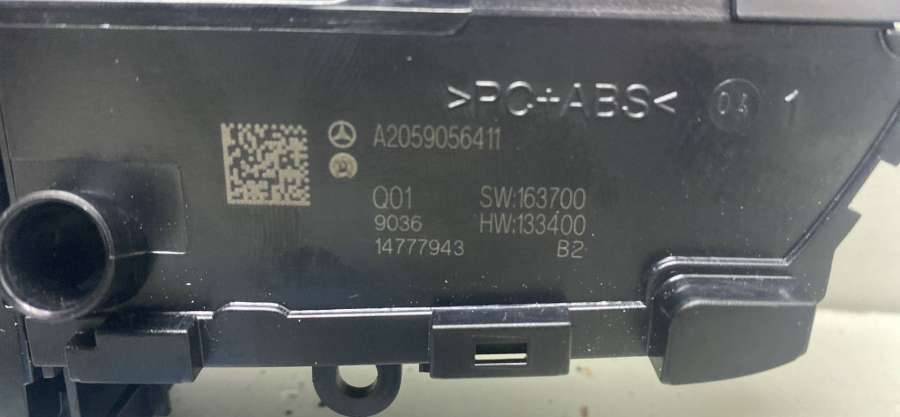 >PC+ABS< 04 1
A2059056411
Q01 SW:163700
9036 HW:133400
14777943 B2